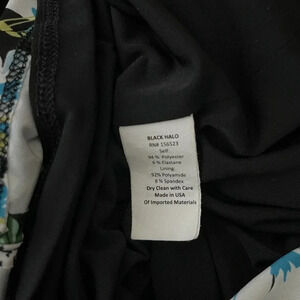 BLACK HALO
RN# 156523
Self:
94 % Polyester
6 % Elastane
Lining:
92% Polyamide
8 % Spandex
Dry Clean with Care
Made in USA
Of Imported Materials